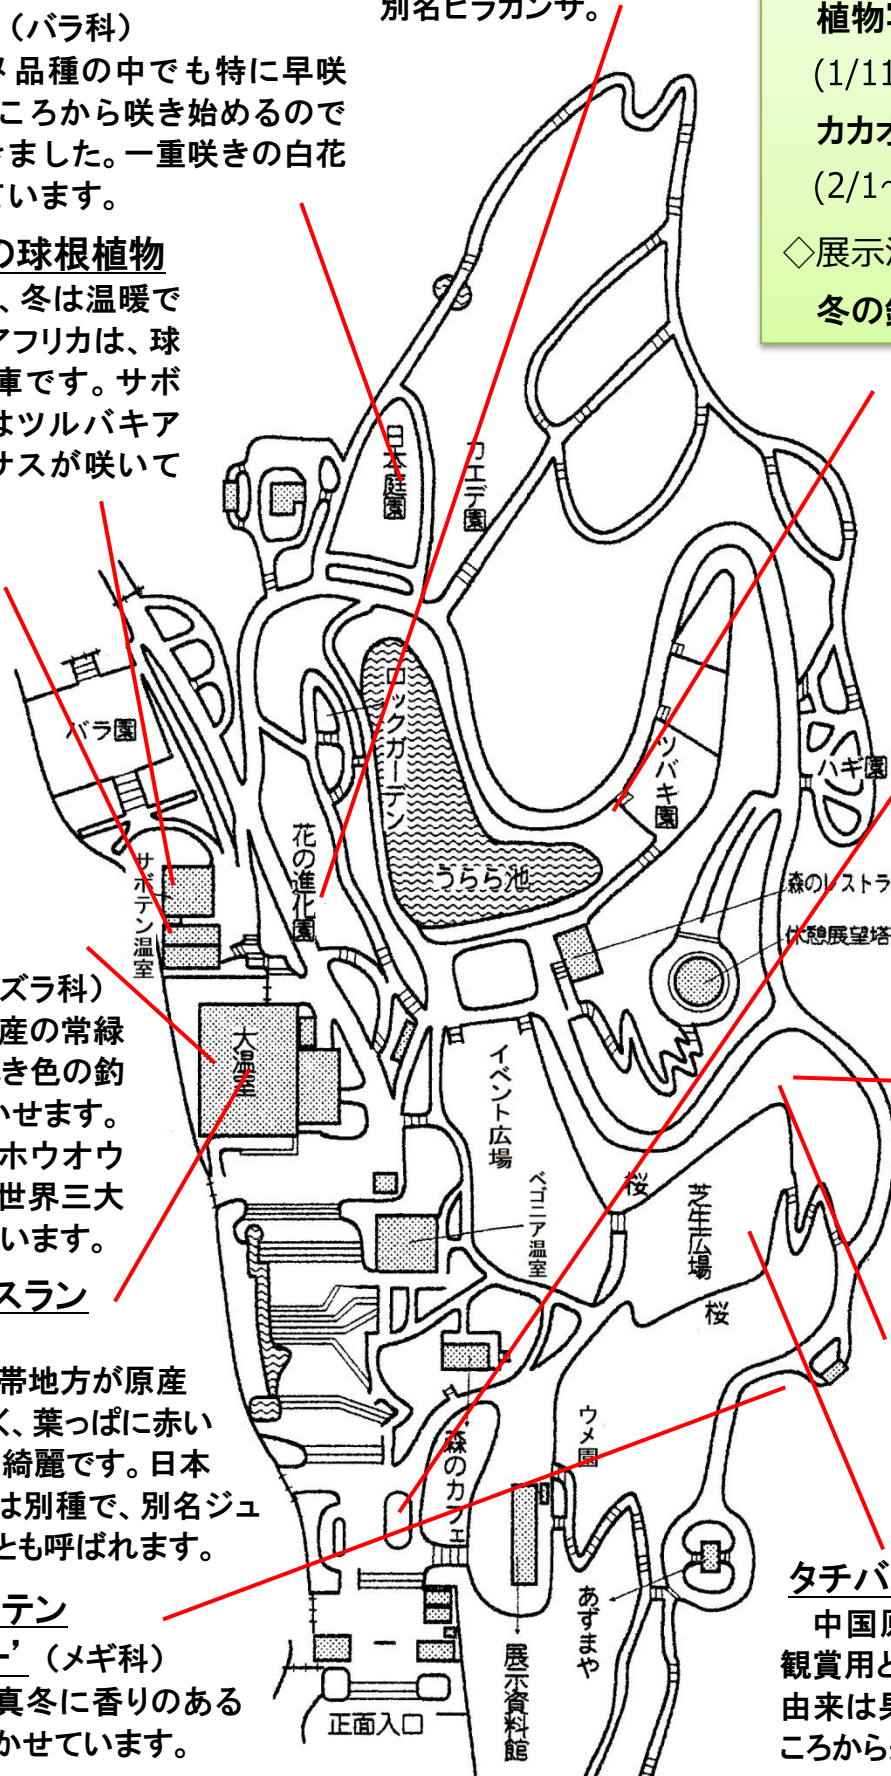 別名ピラカンサ。
（バラ科）
品種の中でも特に早咲
ころから咲き始めるので
きました。一重咲きの白花
ています。
の球根植物
、冬は温暖で
アフリカは、球
庫です。サボ
はツルバキア
サスが咲いて
植物
(1/11
カカオ
(2/1~
◇展示
冬の
日本庭園
カエデ園
バラ園
ロックガーデン
ツバキ園
ハギ園
花の進化園
うらら池
サボテン温室
森のレストラ
休憩展望塔
大温室
イベント広場
ベゴニア温室
桜
芝生広場
桜
ウメ園
森のカフェ
あずまや
展示資料館
正面入口
ズラ科）
産の常緑
き色の釣
いせます。
ホウオウ
世界三大
います。
スラン
帯地方が原産
く、葉っぱに赤い
綺麗です。日本
は別種で、別名ジュ
とも呼ばれます。
テン
ー’（メギ科）
真冬に香りのある
かせています。
タチバ
中国原
観賞用と
由来は果
ころから